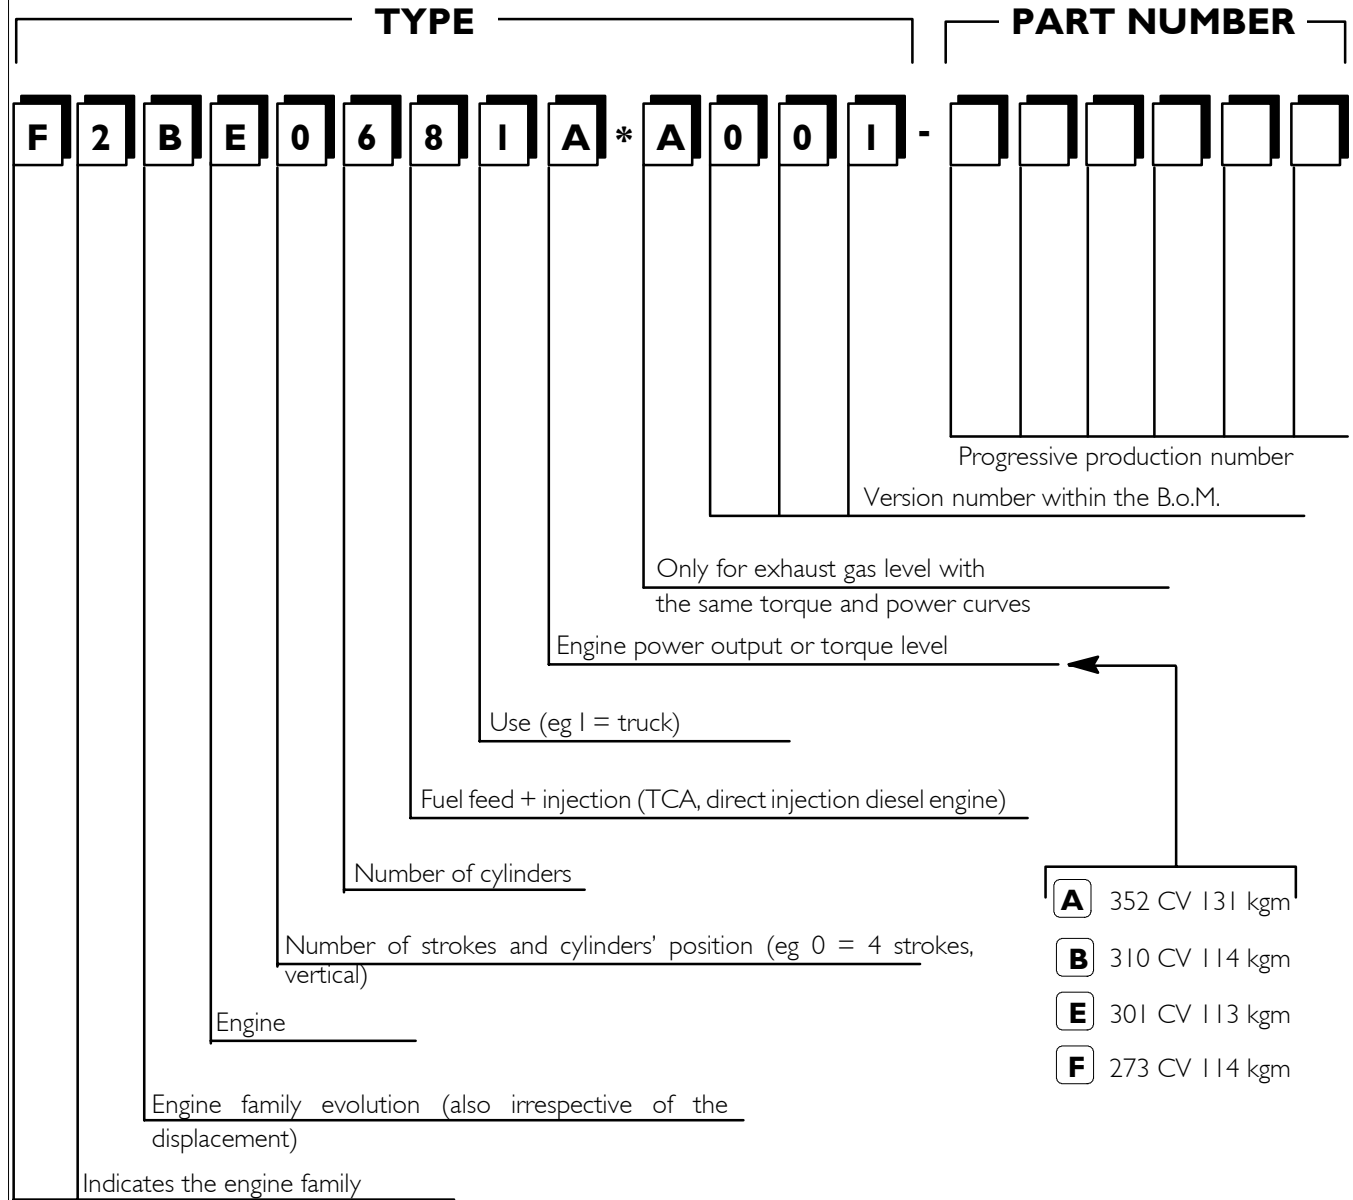 TYPE PART NUMBER
F 2 B E 0 6 8 1 A * A 0 0 1 -
Progressive production number
Version number within the B.o.M.
Only for exhaust gas level with
the same torque and power curves
Engine power output or torque level
Use (eg 1 = truck)
Fuel feed + injection (TCA, direct injection diesel engine)
Number of cylinders
A 352 CV 131 kgm
Number of strokes and cylinders’ position (eg 0 = 4 strokes,
vertical)
B 310 CV 114 kgm
E 301 CV 113 kgm
Engine
F 273 CV 114 kgm
Engine family evolution (also irrespective of the
displacement)
Indicates the engine family